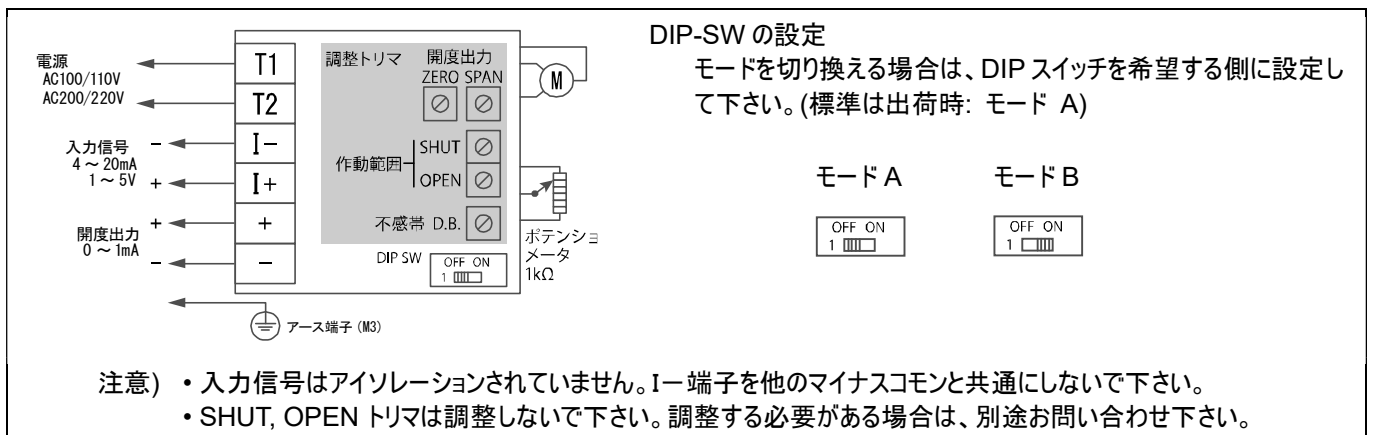 電源
AC100/110V
AC200/220V
入力信号
4～20mA
1～5V
－
+
開度出力
0～1mA
+
－
T1
T2
I－
I+
+
－
調整トリマ 開度出力
ZERO SPAN
作動範囲
SHUT
OPEN
不感帯 D.B.
DIP SW
OFF ON
1
M
ポテンショ
メータ
1kΩ
アース端子 (M3)
DIP-SW の設定
モードを切り換える場合は、DIP スイッチを希望する側に設定し
て下さい。(標準は出荷時: モード A)
モード A モード B
OFF ON OFF ON
1 1
注意) ・入力信号はアイソレーションされていません。I－端子を他のマイナスコモンと共通にしないで下さい。
・SHUT, OPEN トリマは調整しないで下さい。調整する必要がある場合は、別途お問い合わせ下さい。